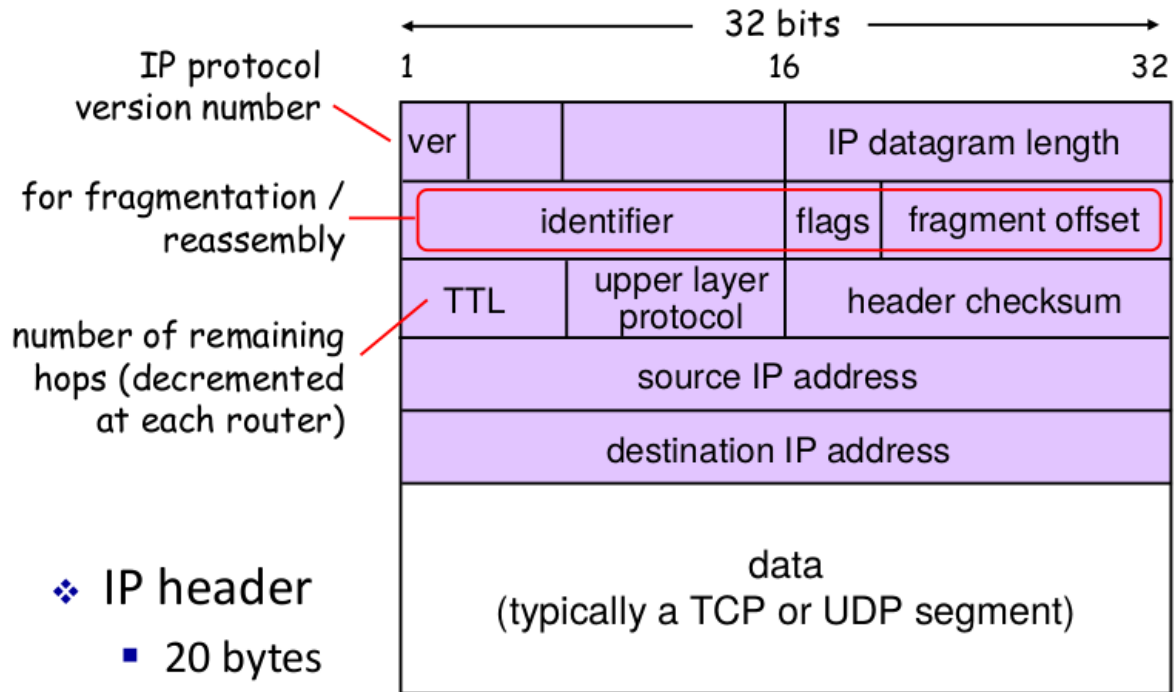 32 bits
1 16 32
IP protocol
version number
ver
IP datagram length
for fragmentation /
reassembly
identifier
flags
fragment offset
TTL
upper layer
protocol
header checksum
number of remaining
hops (decremented
at each router)
source IP address
destination IP address
data
(typically a TCP or UDP segment)
❖ IP header
▪ 20 bytes